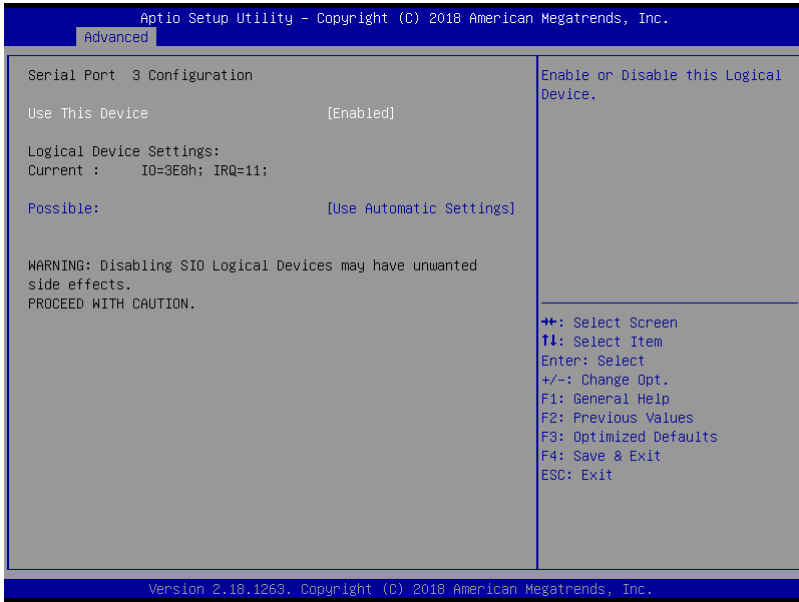 Aptio Setup Utility – Copyright (C) 2018 American Megatrends, Inc.
Advanced
Serial Port  3 Configuration
Use This Device [Enabled]
Logical Device Settings:
Current :     IO=3E8h; IRQ=11;
Possible: [Use Automatic Settings]
WARNING: Disabling SIO Logical Devices may have unwanted
side effects.
PROCEED WITH CAUTION.
Enable or Disable this Logical
Device.
→←: Select Screen
↑↓: Select Item
Enter: Select
+/-: Change Opt.
F1: General Help
F2: Previous Values
F3: Optimized Defaults
F4: Save & Exit
ESC: Exit
Version 2.18.1263. Copyright (C) 2018 American Megatrends, Inc.